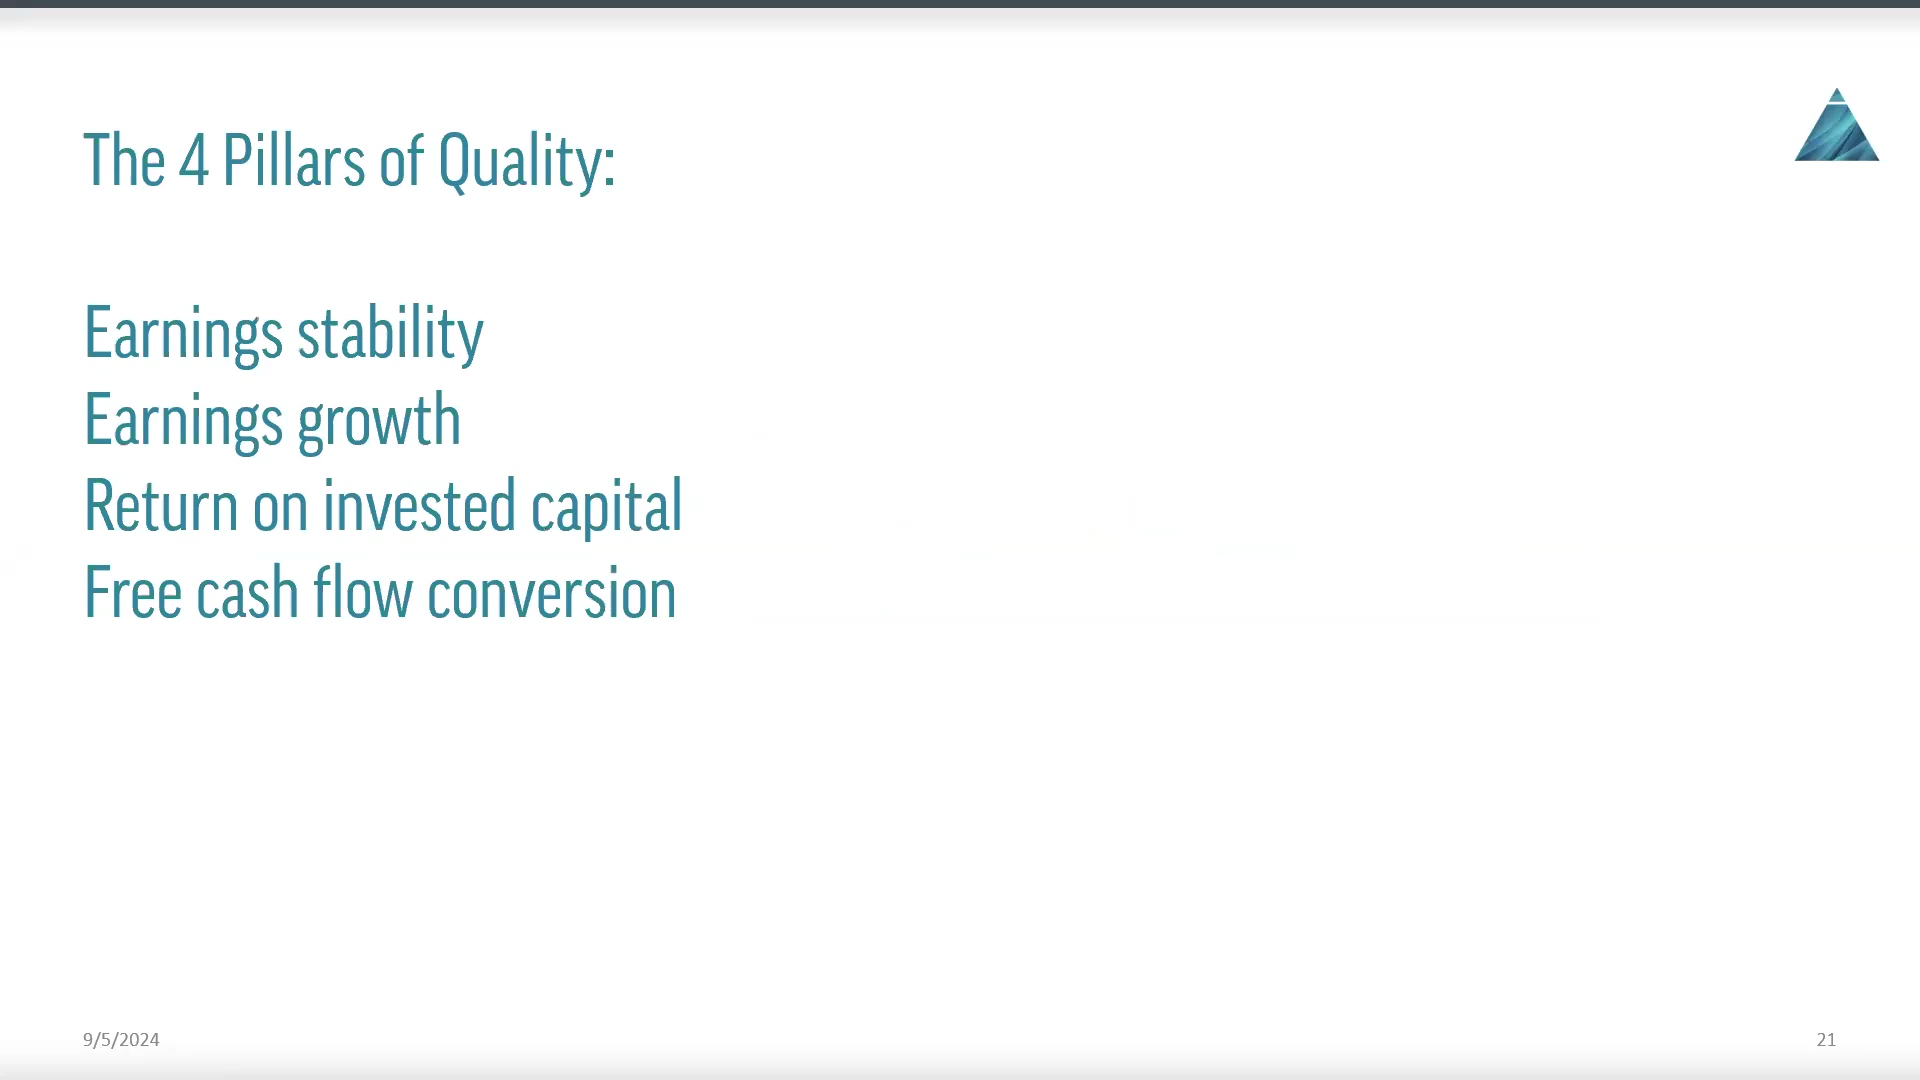 The 4 Pillars of Quality:
Earnings stability
Earnings growth
Return on invested capital
Free cash flow conversion
9/5/2024
21